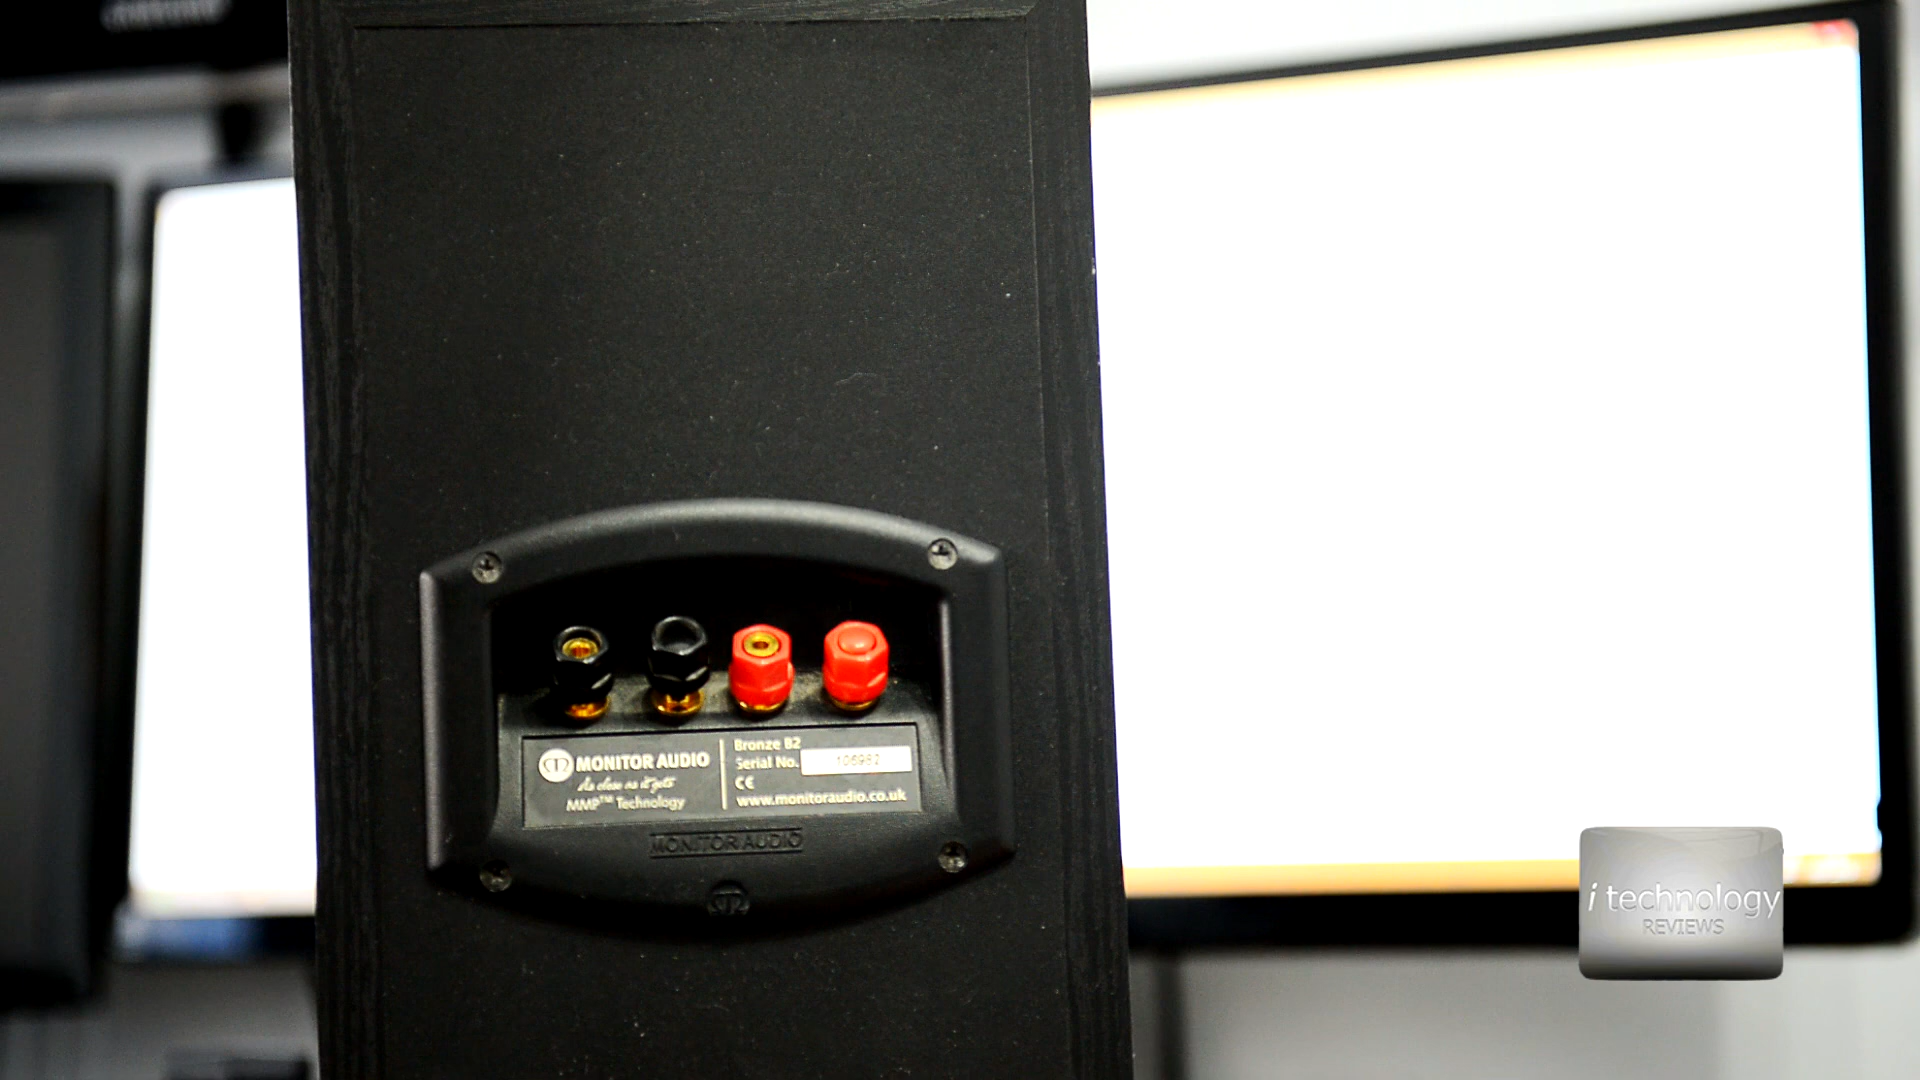 MONITOR AUDIO
As close as it gets
MMP™ Technology
Bronze B2
Serial No. 106982
CE
www.monitoraudio.co.uk
MONITOR AUDIO
i technology
REVIEWS